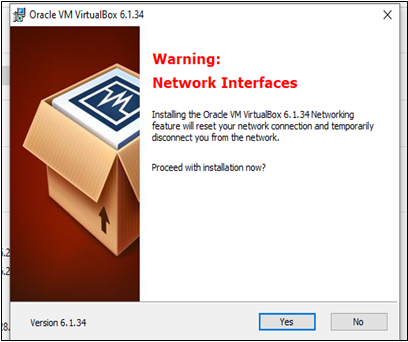 Oracle VM VirtualBox 6.1.34
Warning:
Network Interfaces
Installing the Oracle VM VirtualBox 6.1.34 Networking
feature will reset your network connection and temporarily
disconnect you from the network.
Proceed with installation now?
Version 6.1.34
Yes
No